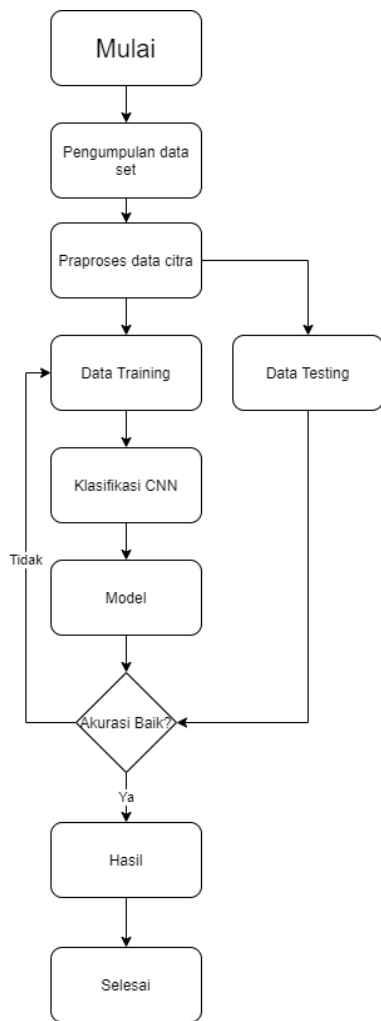 Mulai
Pengumpulan data
set
Praproses data citra
Data Training
Data Testing
Klasifikasi CNN
Tidak
Model
Akurasi Baik?
Ya
Hasil
Selesai